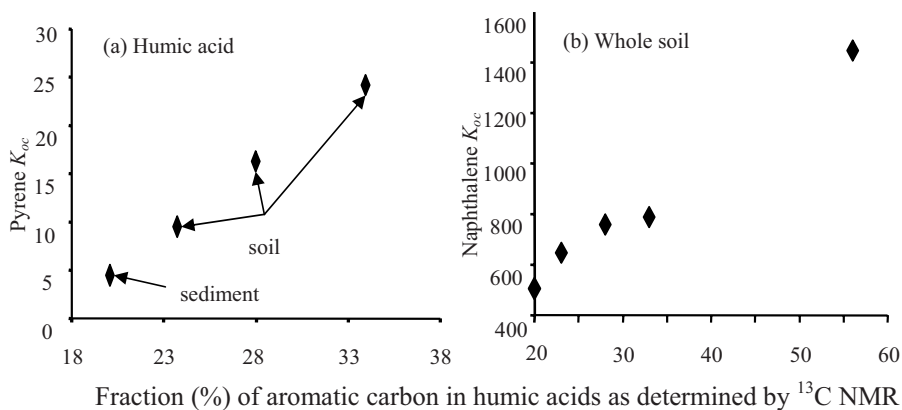 (a) Humic acid
Pyrene Koc
30
25
20
15
10
5
0
18 23 28 33 38
soil
sediment
(b) Whole soil
Naphthalene Koc
1600
1400
1200
1000
800
600
400
20 30 40 50 60
Fraction (%) of aromatic carbon in humic acids as determined by ¹³C NMR